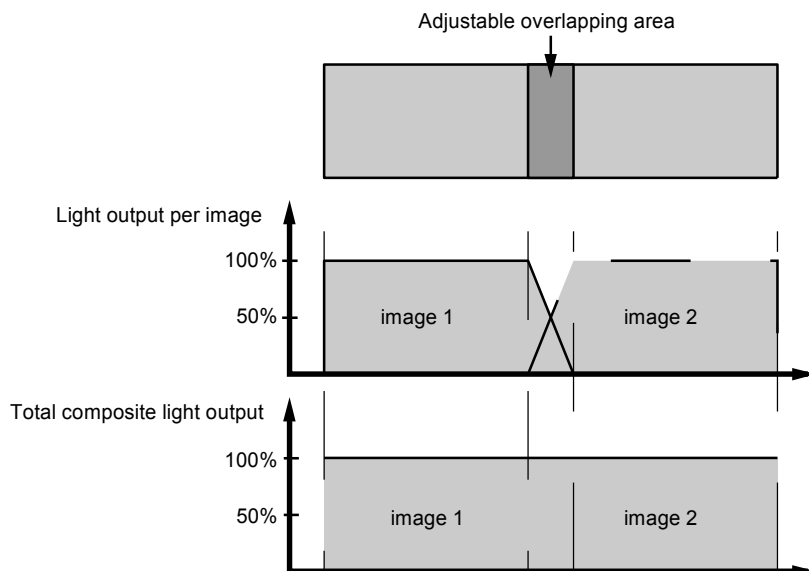 Adjustable overlapping area
Light output per image
100%
50%
image 1
image 2
Total composite light output
100%
50%
image 1
image 2